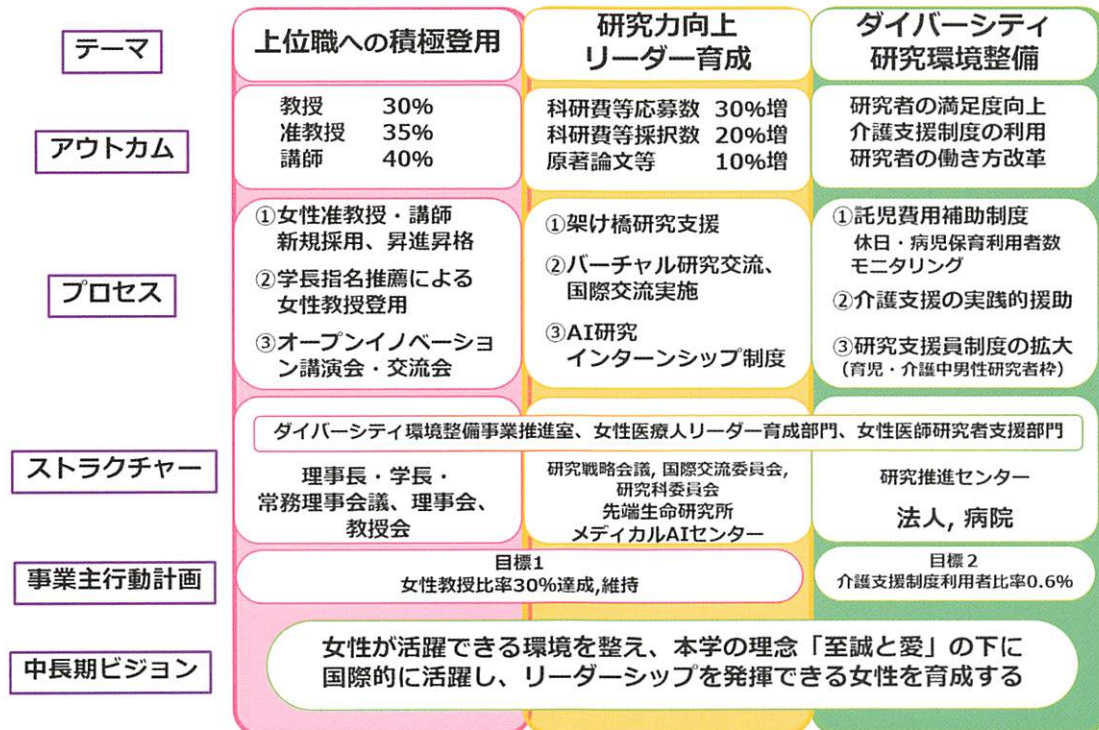 テーマ
上位職への積極登用
研究力向上
リーダー育成
ダイバーシティ
研究環境整備
アウトカム
教授 30%
准教授 35%
講師 40%
科研費等応募数 30%増
科研費等採択数 20%増
原著論文等 10%増
研究者の満足度向上
介護支援制度の利用
研究者の働き方改革
プロセス
①女性准教授・講師
新規採用、昇進昇格
②学長指名推薦による
女性教授登用
③オープンイノベーショ
ン講演会・交流会
①架け橋研究支援
②バーチャル研究交流、
国際交流実施
③AI研究
インターンシップ制度
①託児費用補助制度
休日・病児保育利用者数
モニタリング
②介護支援の実践的援助
③研究支援員制度の拡大
(育児・介護中男性研究者枠)
ストラクチャー
ダイバーシティ環境整備事業推進室、女性医療人リーダー育成部門、女性医師研究者支援部門
理事長・学長・
常務理事会議、理事会、
教授会
研究戦略会議, 国際交流委員会,
研究科委員会
先端生命研究所
メディカルAIセンター
研究推進センター
法人, 病院
事業主行動計画
目標1
女性教授比率30%達成,維持
目標２
介護支援制度利用者比率0.6%
中長期ビジョン
女性が活躍できる環境を整え、本学の理念「至誠と愛」の下に
国際的に活躍し、リーダーシップを発揮できる女性を育成する